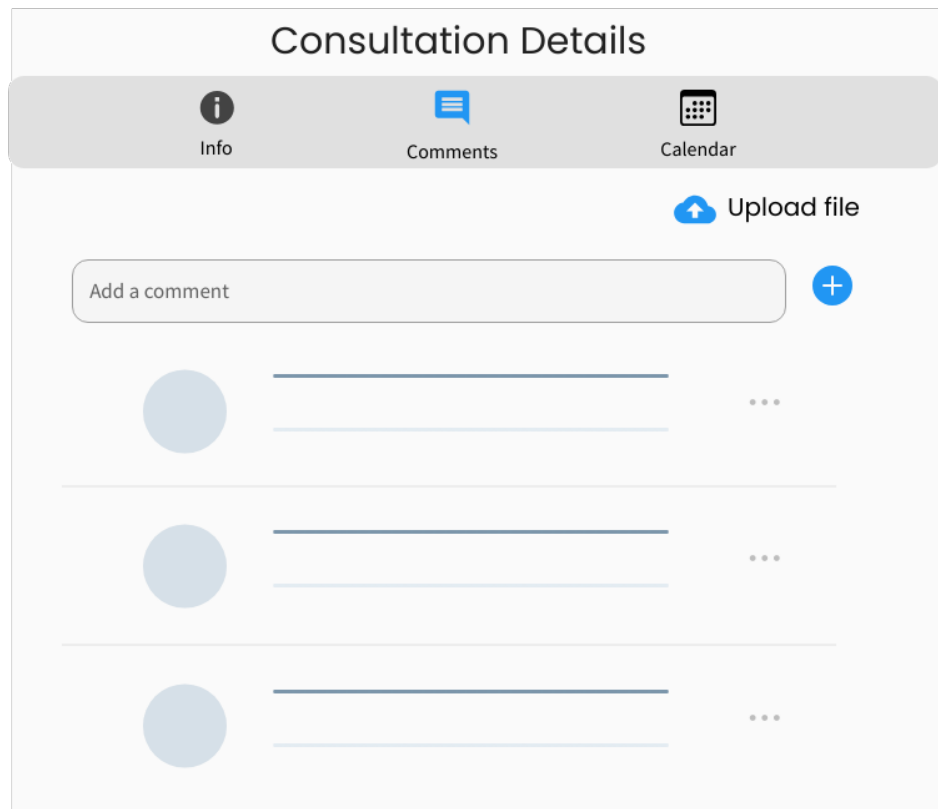 Consultation Details
Info
Comments
Calendar
Upload file
Add a comment